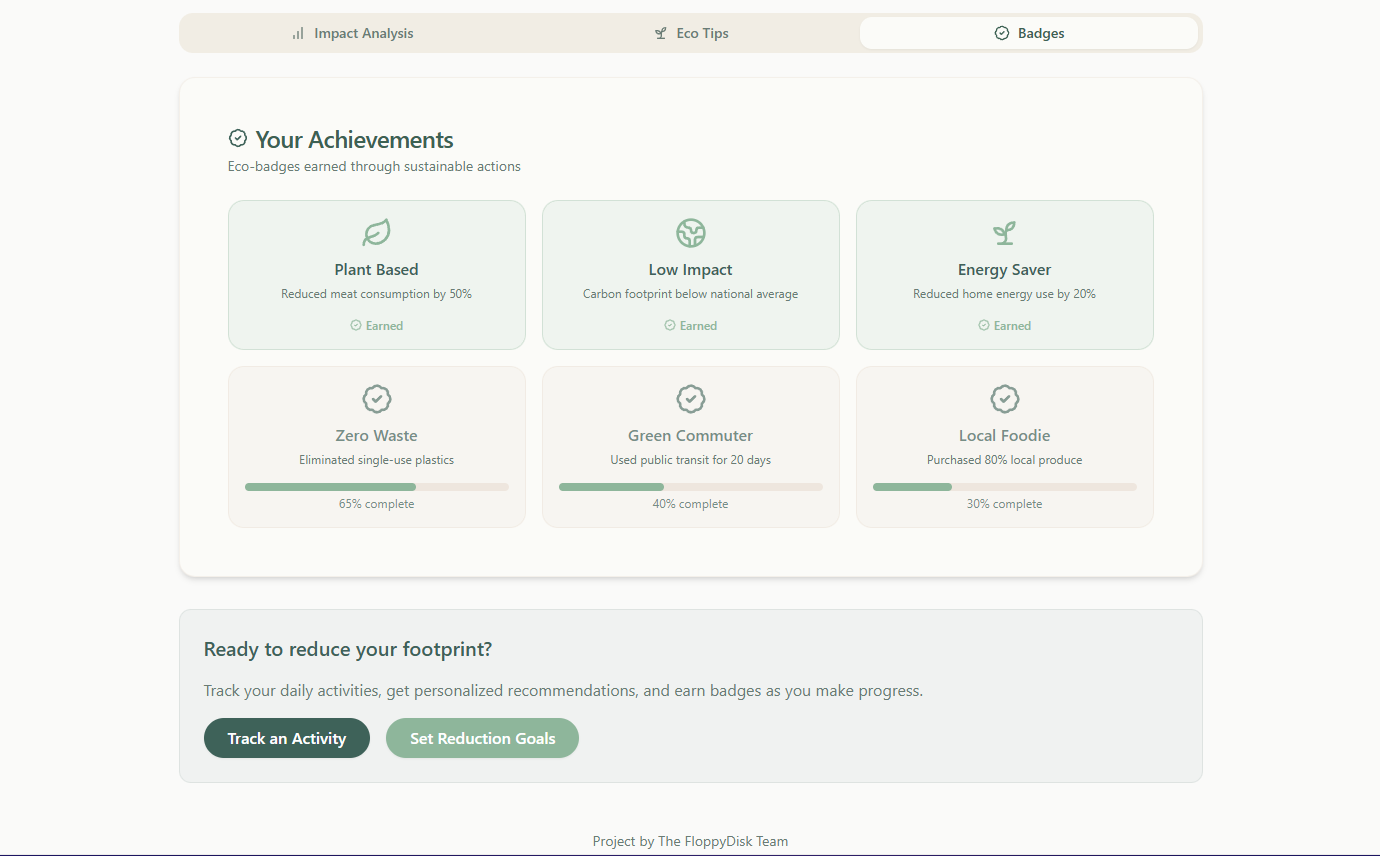 Impact Analysis
Eco Tips
Badges
Your Achievements
Eco-badges earned through sustainable actions
Plant Based
Reduced meat consumption by 50%
Earned
Low Impact
Carbon footprint below national average
Earned
Energy Saver
Reduced home energy use by 20%
Earned
Zero Waste
Eliminated single-use plastics
65% complete
Green Commuter
Used public transit for 20 days
40% complete
Local Foodie
Purchased 80% local produce
30% complete
Ready to reduce your footprint?
Track your daily activities, get personalized recommendations, and earn badges as you make progress.
Track an Activity
Set Reduction Goals
Project by The FloppyDisk Team